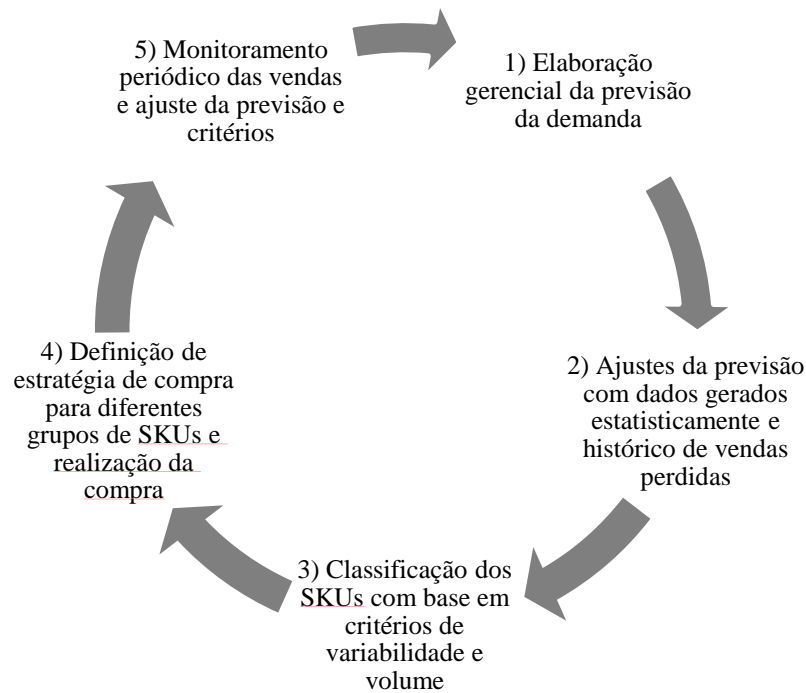 5) Monitoramento
periódico das vendas
e ajuste da previsão e
critérios
1) Elaboração
gerencial da previsão
da demanda
2) Ajustes da previsão
com dados gerados
estatisticamente e
histórico de vendas
perdidas
3) Classificação dos
SKUs com base em
critérios de
variabilidade e
volume
4) Definição de
estratégia de compra
para diferentes
grupos de SKUs e
realização da
compra